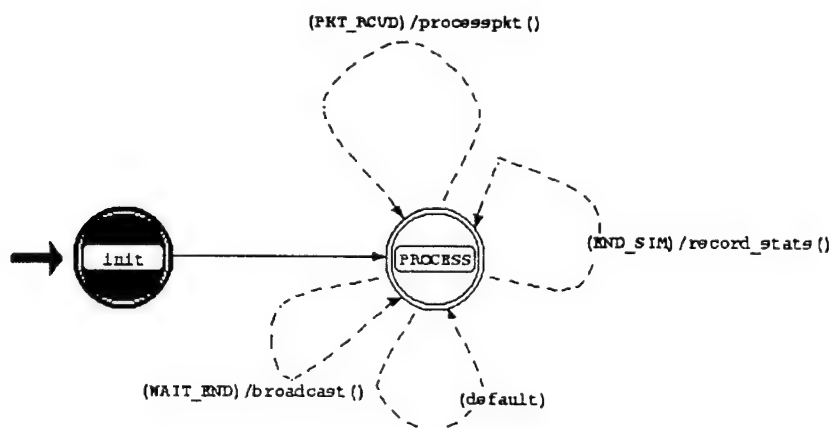 (PKT_RCVD)/processpkt()
init
PROCESS
(END_SIM)/record_stats()
(WAIT_END)/broadcast()
(default)